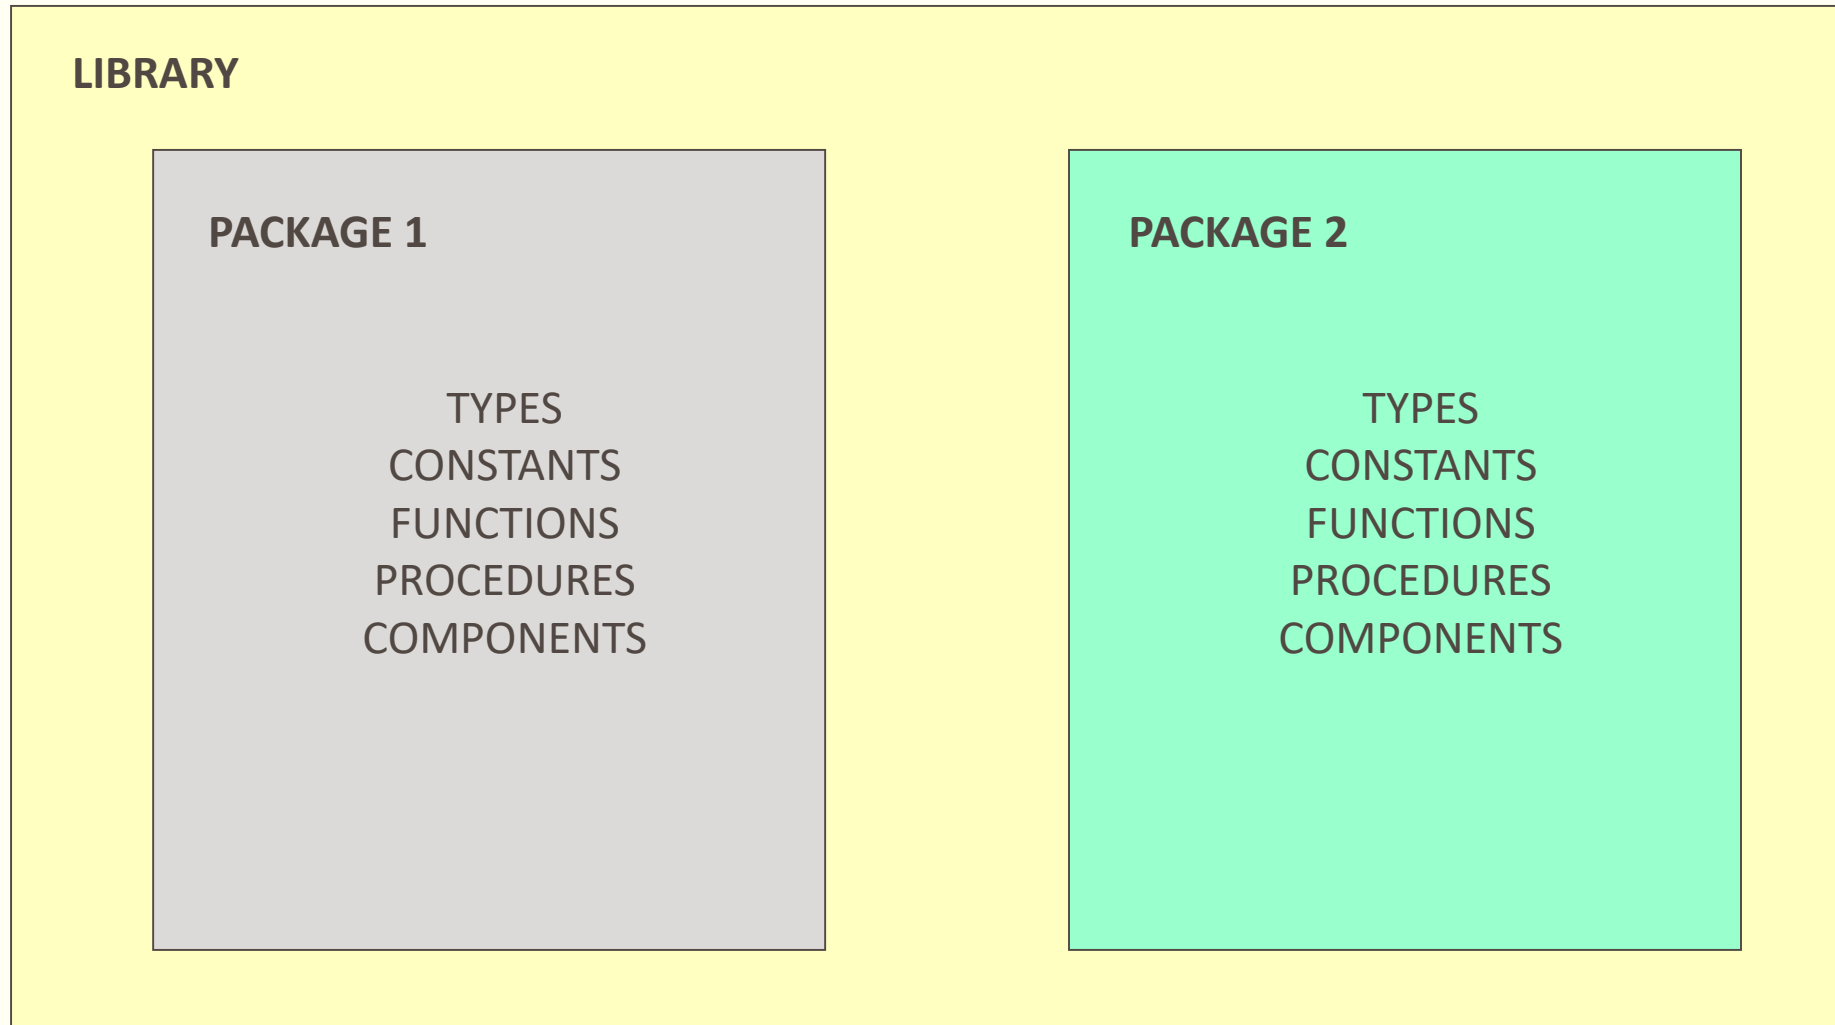 LIBRARY
PACKAGE 1
TYPES
CONSTANTS
FUNCTIONS
PROCEDURES
COMPONENTS
PACKAGE 2
TYPES
CONSTANTS
FUNCTIONS
PROCEDURES
COMPONENTS